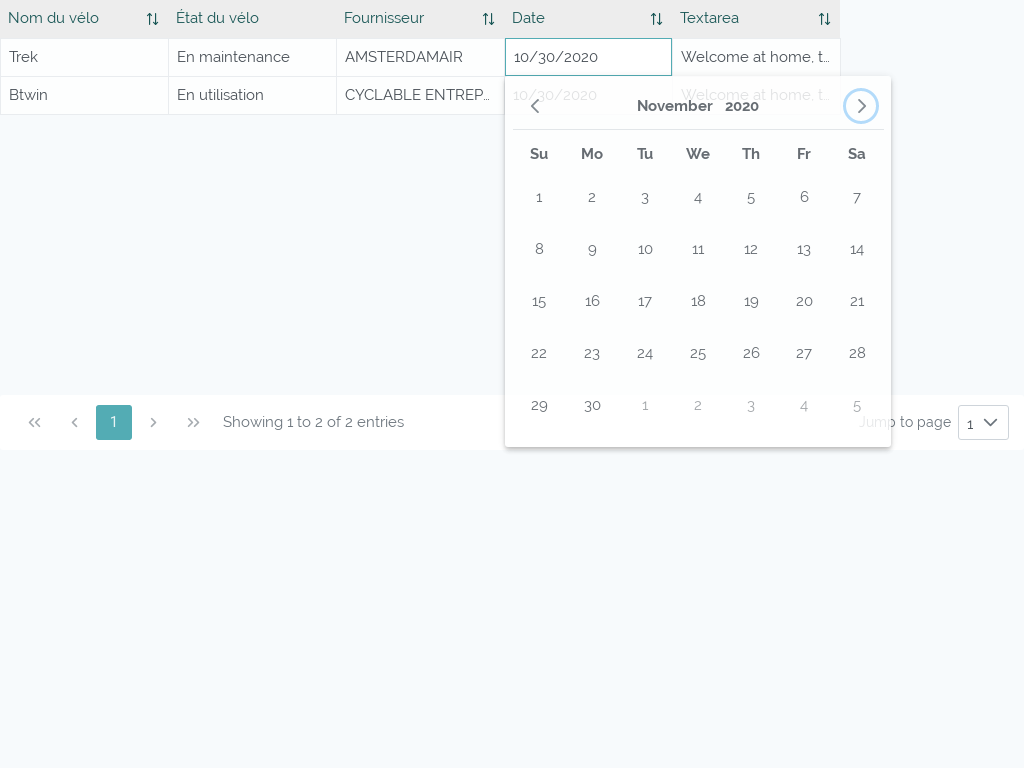 Nom du vélo État du vélo Fournisseur Date Textarea
Trek En maintenance AMSTERDAMAIR 10/30/2020 Welcome at home, t...
Btwin En utilisation CYCLABLE ENTREP... 10/30/2020 Welcome at home, t...
November 2020
Su Mo Tu We Th Fr Sa
1 2 3 4 5 6 7
8 9 10 11 12 13 14
15 16 17 18 19 20 21
22 23 24 25 26 27 28
29 30 1 2 3 4 5
1 Showing 1 to 2 of 2 entries Jump to page 1